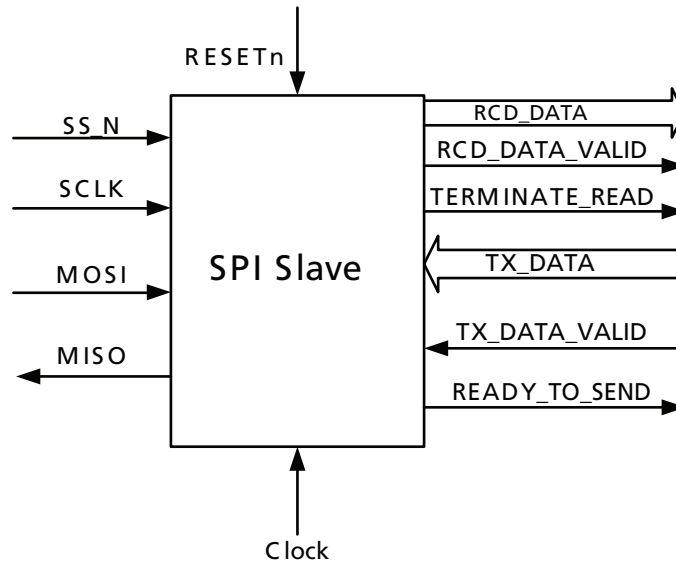 RESETn
SS_N
SCLK
MOSI
MISO
SPI Slave
RCD_DATA
RCD_DATA_VALID
TERMINATE_READ
TX_DATA
TX_DATA_VALID
READY_TO_SEND
Clock